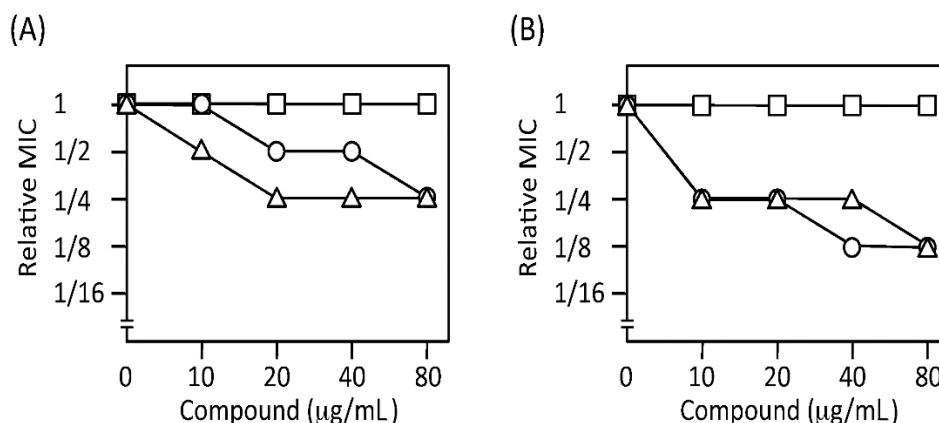 (A)
Relative MIC
1
1/2
1/4
1/8
1/16
0 10 20 40 80
Compound (μg/mL)
(B)
Relative MIC
1
1/2
1/4
1/8
1/16
0 10 20 40 80
Compound (μg/mL)